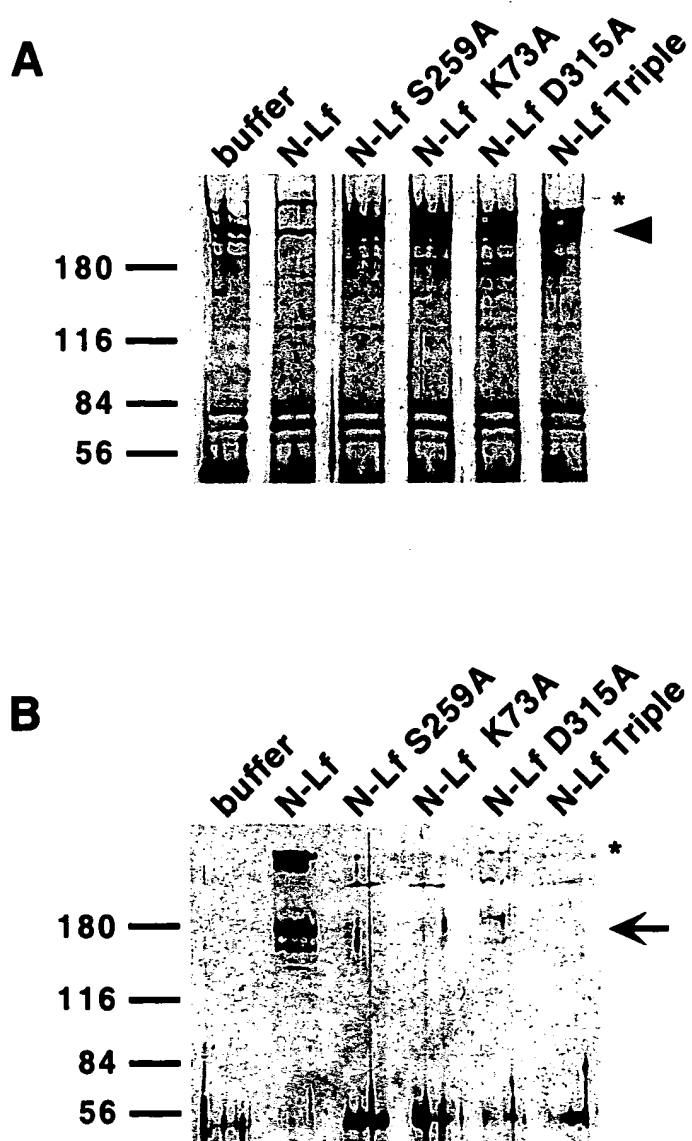 A
buffer
N-Lf
N-Lf S259A
N-Lf K73A
N-Lf D315A
N-Lf Triple
*
180
116
84
56
B
buffer
N-Lf
N-Lf S259A
N-Lf K73A
N-Lf D315A
N-Lf Triple
*
180
116
84
56